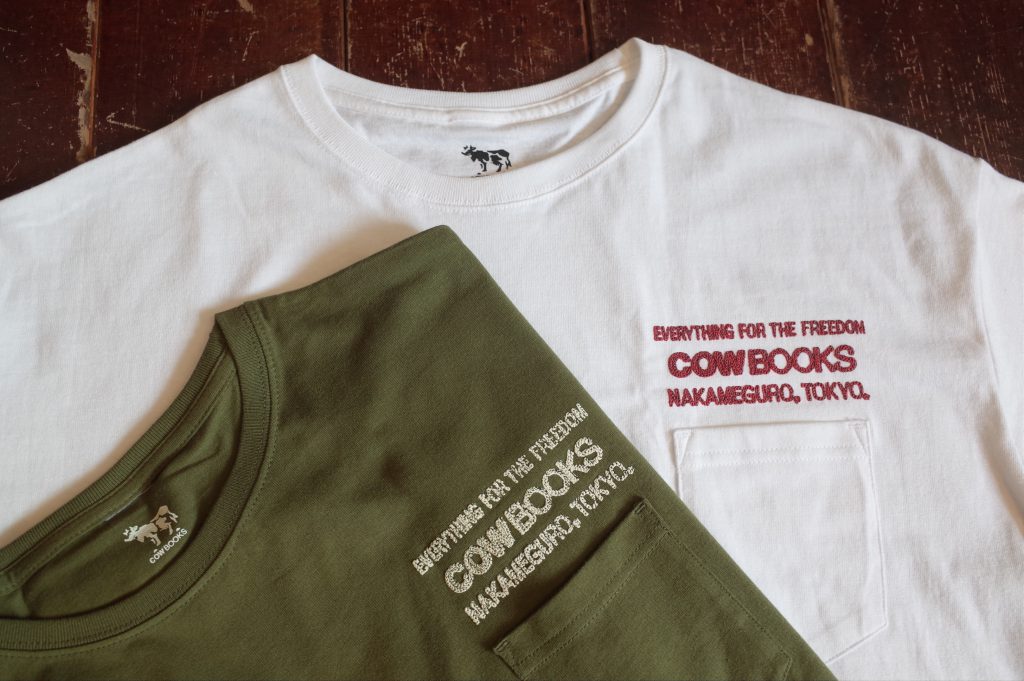 EVERYTHING FOR THE FREEDOM
COW BOOKS
NAKAMEGURO, TOKYO.
EVERYTHING FOR THE FREEDOM
COW BOOKS
NAKAMEGURO, TOKYO.
COW BOOKS